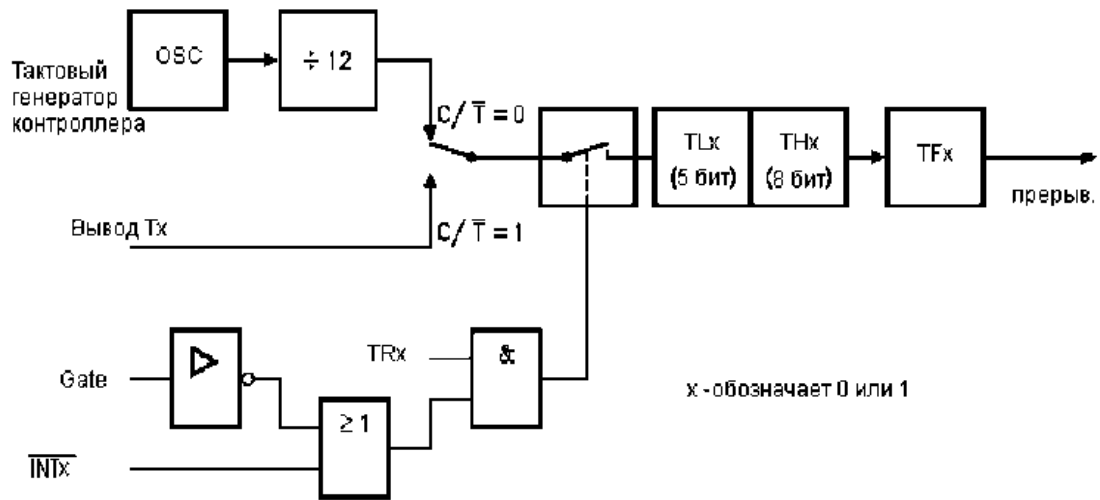 OSC
÷ 12
Тактовый
генератор
контроллера
C/T̅ = 0
TLx
(5 бит)
THx
(8 бит)
TFx
прерыв.
Вывод Tx
C/T̅ = 1
TRx
&
Gate
x -обозначает 0 или 1
≥ 1
I̅N̅T̅x̅